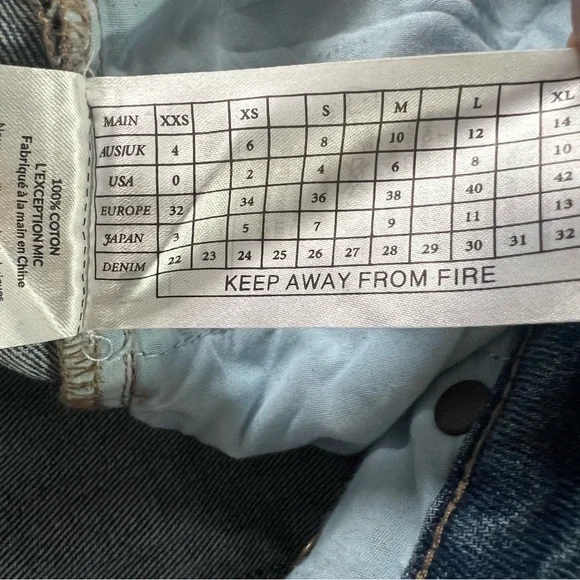 MAIN XXS XS S M L XL
AUS/UK 4 6 8 10 12 14
USA 0 2 4 6 8 10
EUROPE 32 34 36 38 40 42
JAPAN 3 5 7 9 11 13
DENIM 22 23 24 25 26 27 28 29 30 31 32
KEEP AWAY FROM FIRE
100% COTON
L'EXCEPTION MIC
Fabriqué à la main en Chine